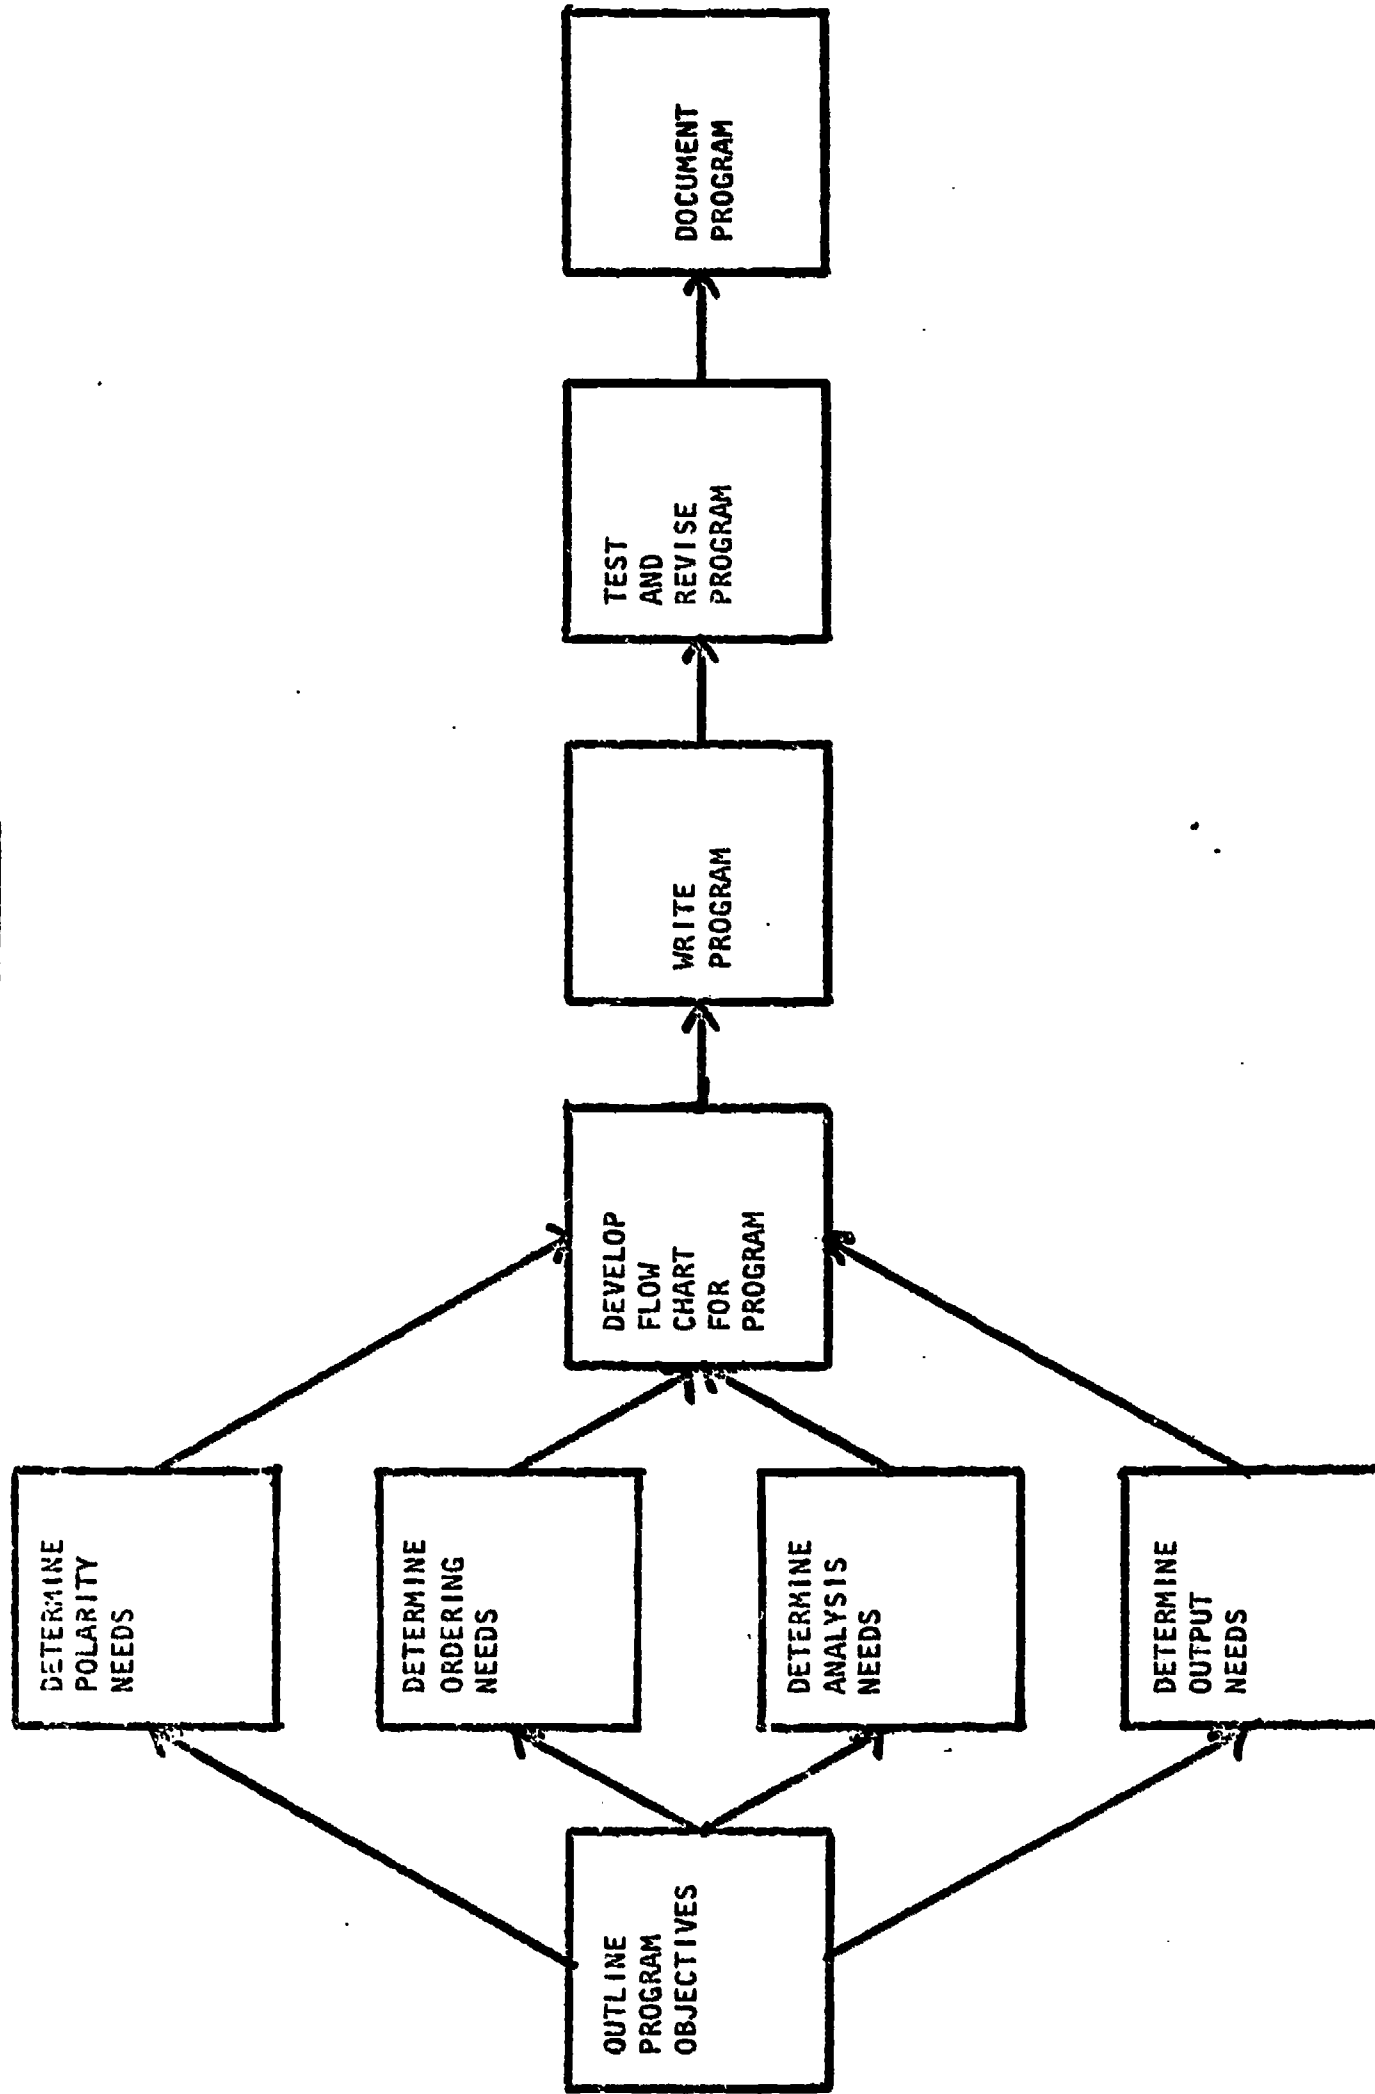 OUTLINE
PROGRAM
OBJECTIVES
DETERMINE
POLARITY
NEEDS
DETERMINE
ORDERING
NEEDS
DETERMINE
ANALYSIS
NEEDS
DETERMINE
OUTPUT
NEEDS
DEVELOP
FLOW
CHART
FOR
PROGRAM
WRITE
PROGRAM
TEST
AND
REVISE
PROGRAM
DOCUMENT
PROGRAM